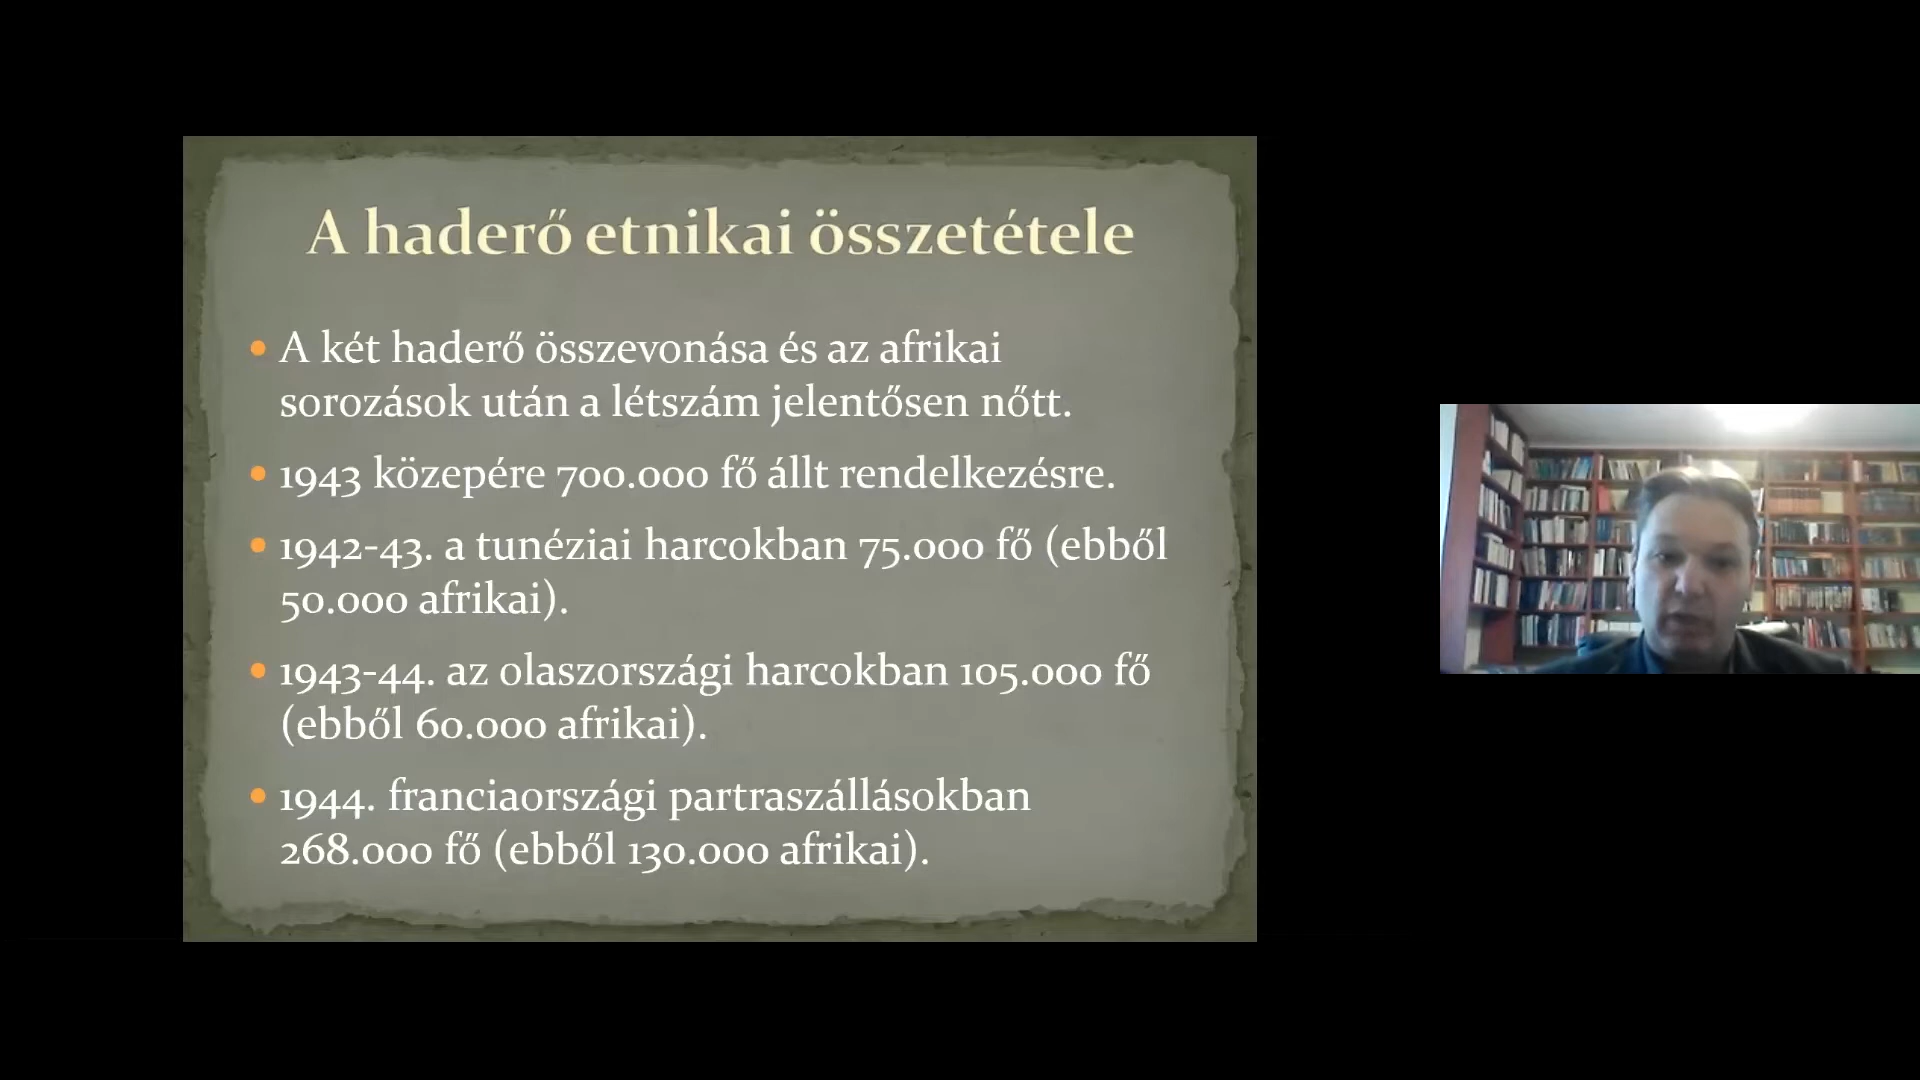 A haderő etnikai összetétele
• A két haderő összevonása és az afrikai
sorozások után a létszám jelentősen nőtt.
• 1943 közepére 700.000 fő állt rendelkezésre.
• 1942-43. a tunéziai harcokban 75.000 fő (ebből
50.000 afrikai).
• 1943-44. az olaszországi harcokban 105.000 fő
(ebből 60.000 afrikai).
• 1944. franciaországi partraszállásokban
268.000 fő (ebből 130.000 afrikai).